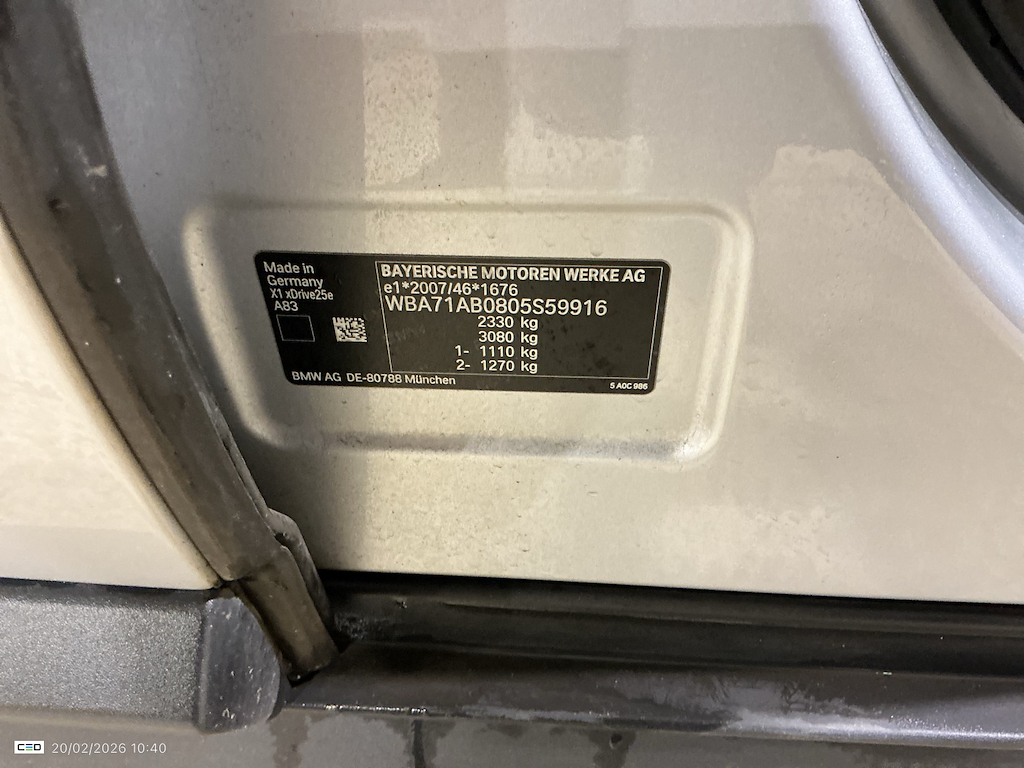 Made in
Germany
X1 xDrive25e
A83
BAYERISCHE MOTOREN WERKE AG
e1*2007/46*1676
WBA71AB0805S59916
2330 kg
3080 kg
1- 1110 kg
2- 1270 kg
BMW AG DE-80788 München
5 A0C 986
20/02/2026 10:40